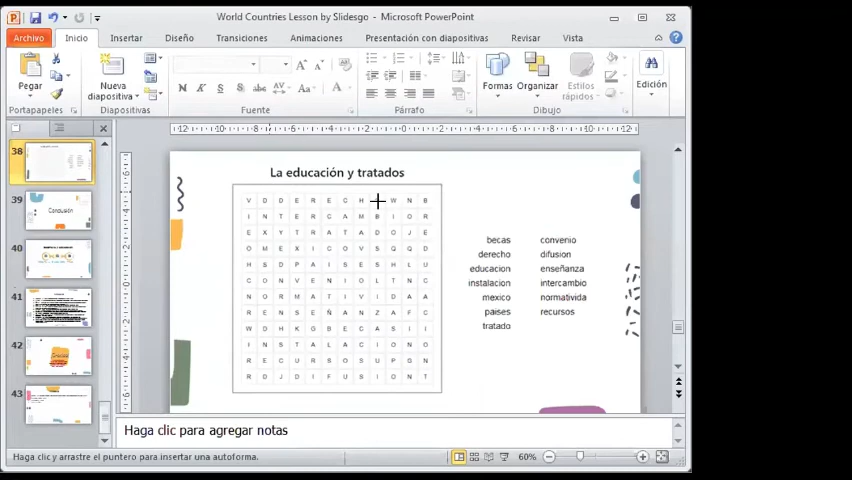 World Countries Lesson by Slidesgo - Microsoft PowerPoint
Archivo Inicio Insertar Diseño Transiciones Animaciones Presentación con diapositivas Revisar Vista
Pegar Nueva diapositiva Formas Organizar Estilos rápidos Edición
Portapapeles Diapositivas Fuente Párrafo Dibujo
La educación y tratados
V D D E R E C H W N B
I N T E R C A M B I O R
E X Y T R A T A D O J E
O M E X I C O V S Q G D
H S D P A I S E S H L U
C O N V E N I O L T N C
N O R M A T I V I D A A
R E N S E Ñ A N Z A F C
W D H K G B E C A S I I
I N S T A L A C I O N O
R E C U R S O S U P G N
R D J D I F U S I O N T
becas convenio
derecho difusion
educacion enseñanza
instalacion intercambio
mexico normativida
paises recursos
tratado
38
39
Conclusión
40
41
42
43
Haga clic para agregar notas
Haga clic y arrastre el puntero para insertar una autoforma.
60%